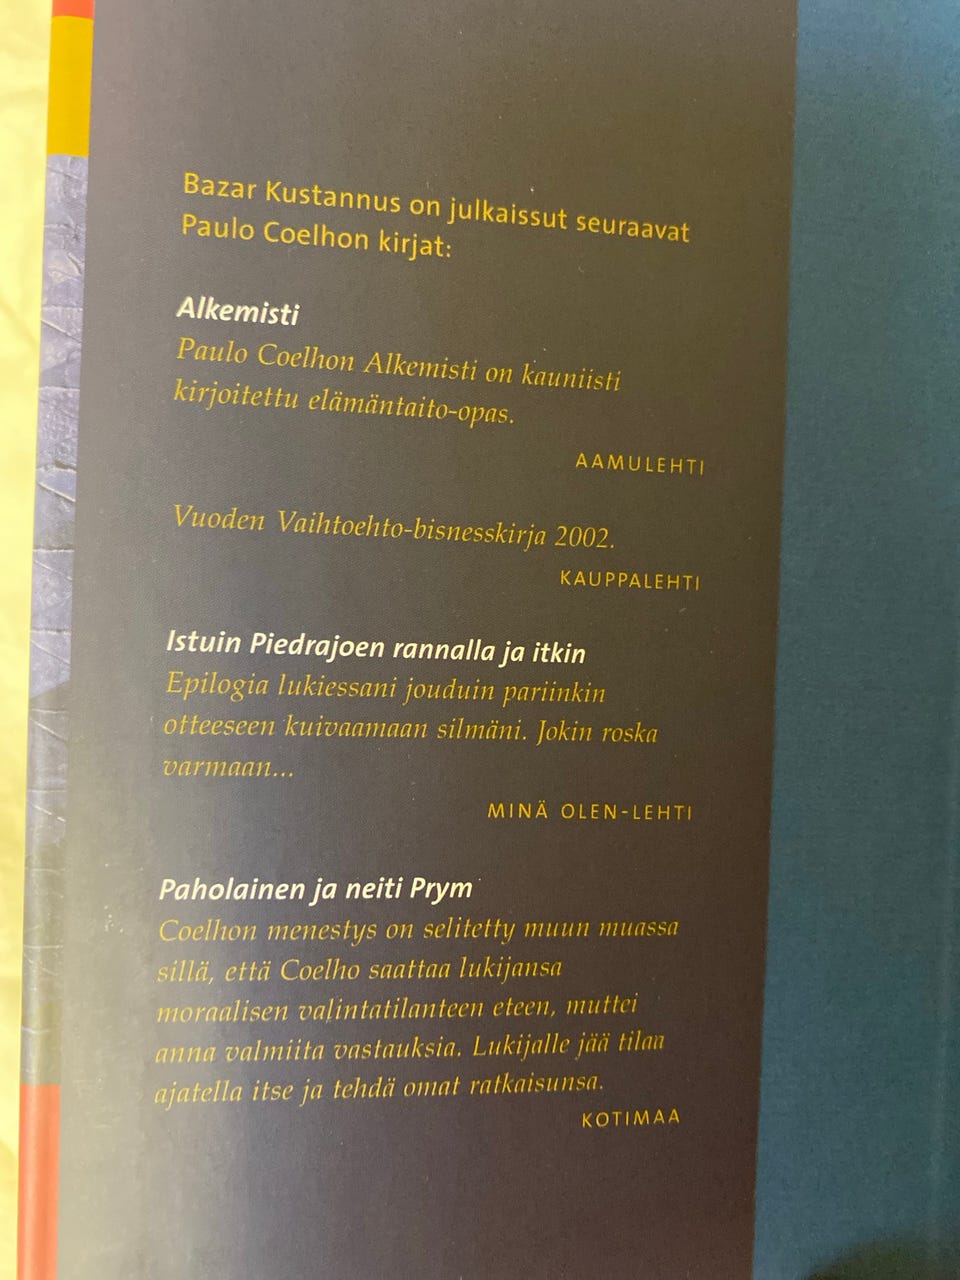 Bazar Kustannus on julkaissut seuraavat
Paulo Coelhon kirjat:
Alkemisti
Paulo Coelhon Alkemisti on kauniisti
kirjoitettu elämäntaito-opas.
AAMULEHTI
Vuoden Vaihtoehto-bisnesskirja 2002.
KAUPPALEHTI
Istuin Piedrajoen rannalla ja itkin
Epilogia lukiessani jouduin pariinkin
otteeseen kuivaamaan silmäni. Jokin roska
varmaan...
MINÄ OLEN-LEHTI
Paholainen ja neiti Prym
Coelhon menestys on selitetty muun muassa
sillä, että Coelho saattaa lukijansa
moraalisen valintatilanteen eteen, muttei
anna valmiita vastauksia. Lukijalle jää tilaa
ajatella itse ja tehdä omat ratkaisunsa.
KOTIMAA